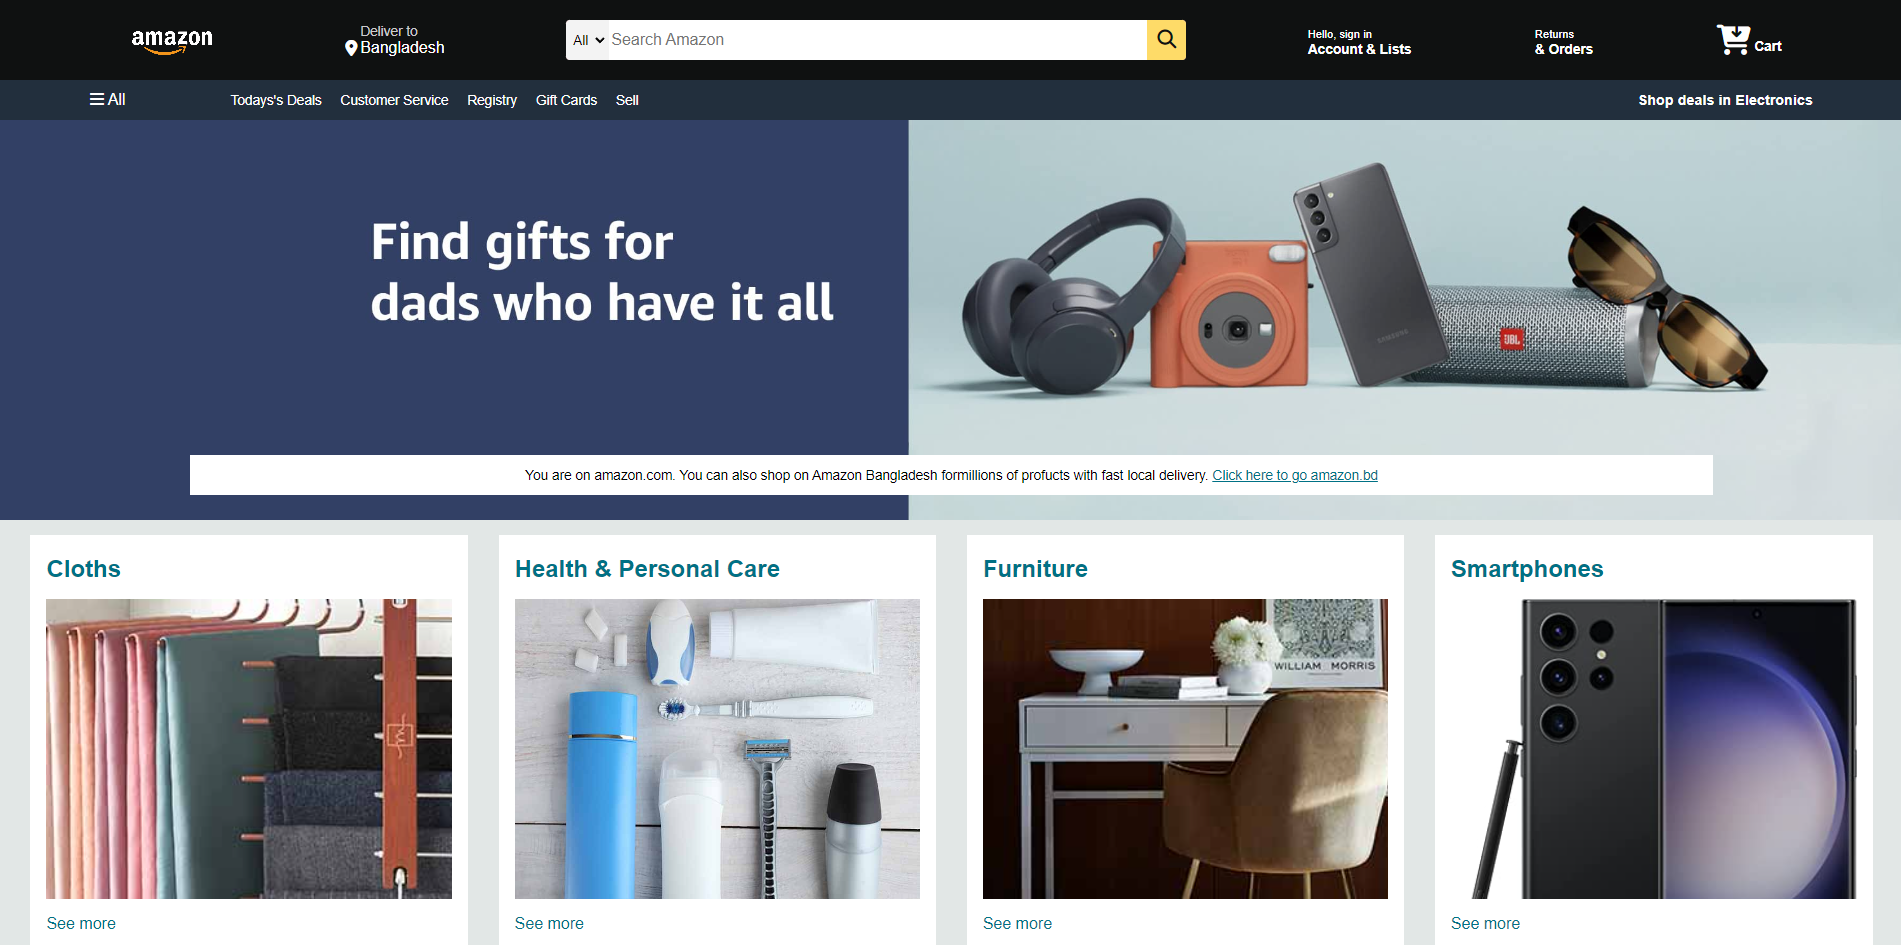 amazon
Deliver to
Bangladesh
All
Search Amazon
Hello, sign in
Account & Lists
Returns
& Orders
Cart
All
Todays's Deals
Customer Service
Registry
Gift Cards
Sell
Shop deals in Electronics
Find gifts for
dads who have it all
SAMSUNG
JBL
You are on amazon.com. You can also shop on Amazon Bangladesh formillions of profucts with fast local delivery. Click here to go amazon.bd
Cloths
Health & Personal Care
Furniture
Smartphones
WILLIAM MORRIS
See more
See more
See more
See more